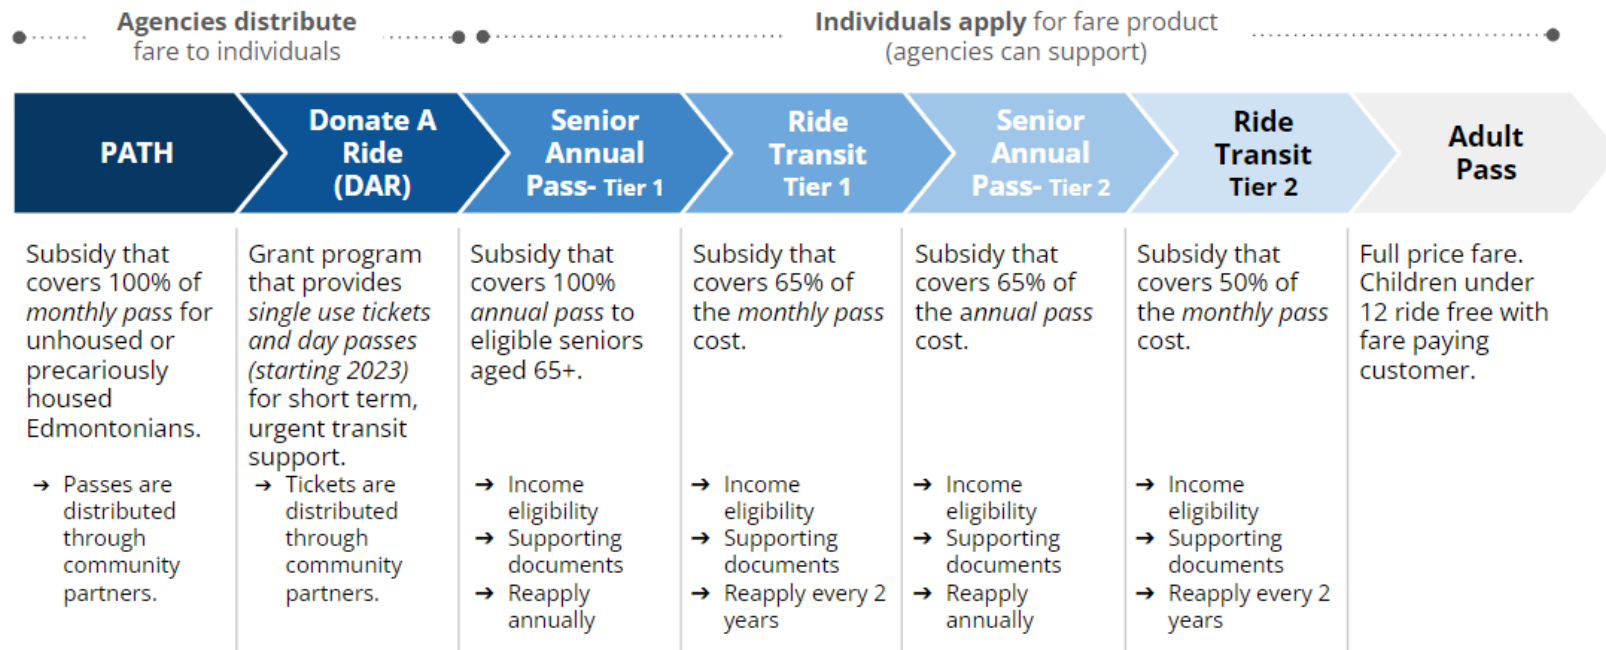 Agencies distribute
fare to individuals
Individuals apply for fare product
(agencies can support)
PATH
Donate A
Ride
(DAR)
Senior
Annual
Pass- Tier 1
Ride
Transit
Tier 1
Senior
Annual
Pass- Tier 2
Ride
Transit
Tier 2
Adult
Pass
Subsidy that
covers 100% of
monthly pass for
unhoused or
precariously
housed
Edmontonians.
→ Passes are
distributed
through
community
partners.
Grant program
that provides
single use tickets
and day passes
(starting 2023)
for short term,
urgent transit
support.
→ Tickets are
distributed
through
community
partners.
Subsidy that
covers 100%
annual pass to
eligible seniors
aged 65+.
→ Income
eligibility
→ Supporting
documents
→ Reapply
annually
Subsidy that
covers 65% of
the monthly pass
cost.
→ Income
eligibility
→ Supporting
documents
→ Reapply every 2
years
Subsidy that
covers 65% of
the annual pass
cost.
→ Income
eligibility
→ Supporting
documents
→ Reapply
annually
Subsidy that
covers 50% of
the monthly pass
cost.
→ Income
eligibility
→ Supporting
documents
→ Reapply every 2
years
Full price fare.
Children under
12 ride free with
fare paying
customer.